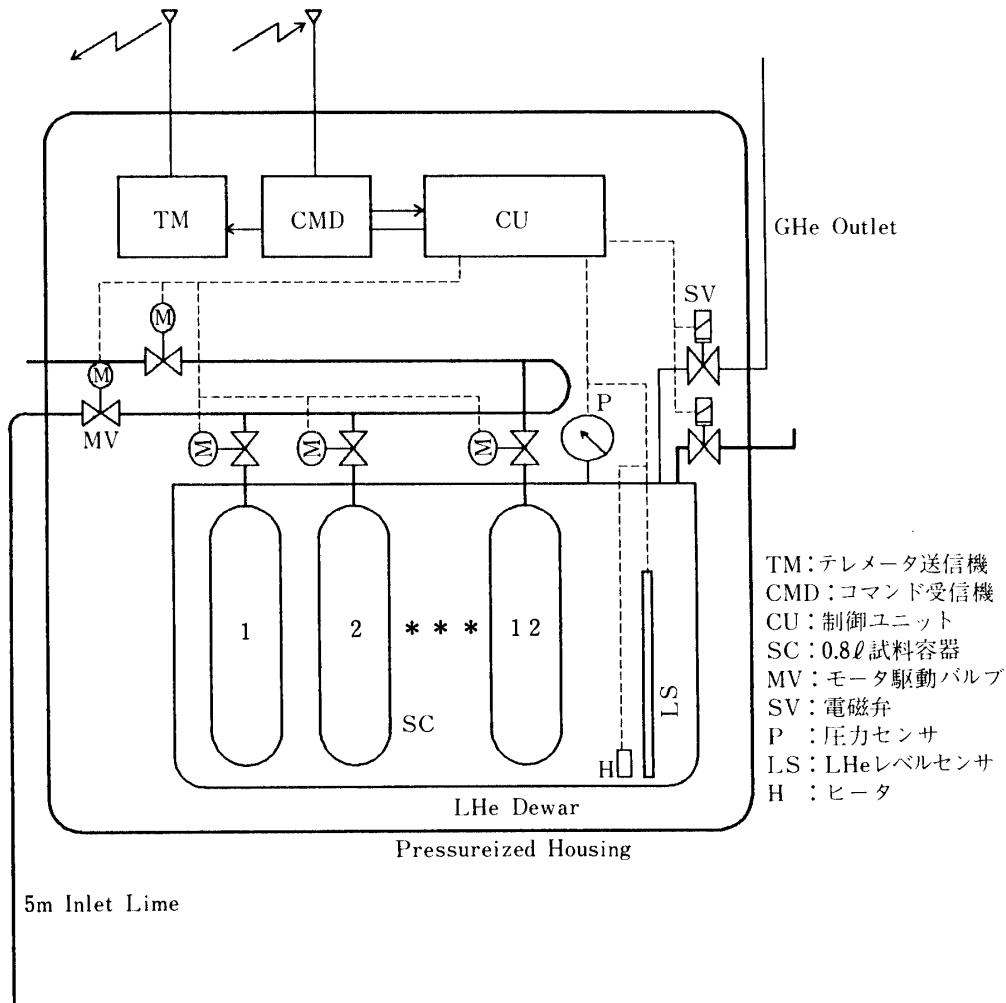 TM
CMD
CU
GHe Outlet
SV
M
M
P
MV
M
M
M
1
2
* * *
12
SC
LS
H
LHe Dewar
Pressureized Housing
5m Inlet Lime
TM：テレメータ送信機
CMD：コマンド受信機
CU：制御ユニット
SC：0.8ℓ試料容器
MV：モータ駆動バルブ
SV：電磁弁
P：圧力センサ
LS：LHeレベルセンサ
H：ヒータ